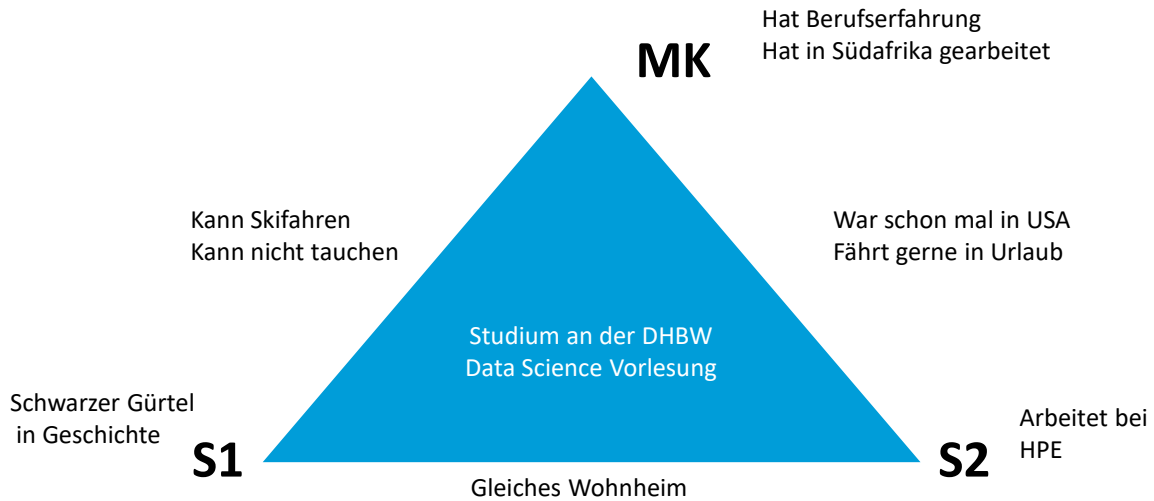 Hat Berufserfahrung
Hat in Südafrika gearbeitet
MK
Kann Skifahren
Kann nicht tauchen
War schon mal in USA
Fährt gerne in Urlaub
Studium an der DHBW
Data Science Vorlesung
Schwarzer Gürtel
in Geschichte
S1
Arbeitet bei
HPE
S2
Gleiches Wohnheim